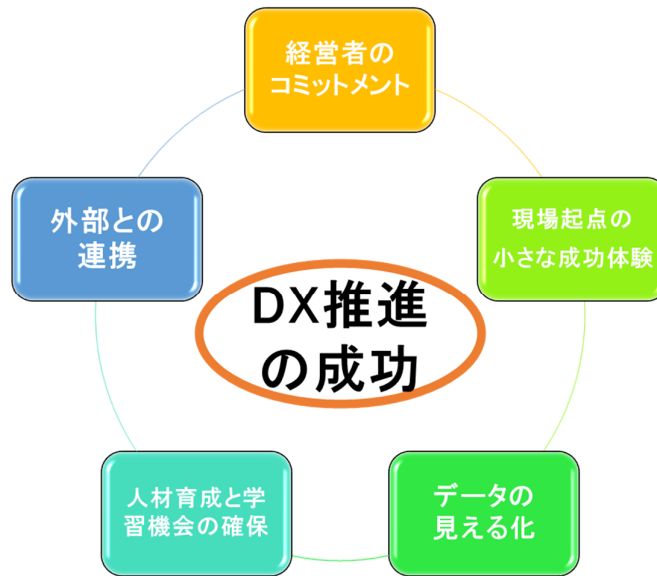 経営者の
コミットメント
現場起点の
小さな成功体験
データの
見える化
人材育成と学
習機会の確保
外部との
連携
DX推進
の成功